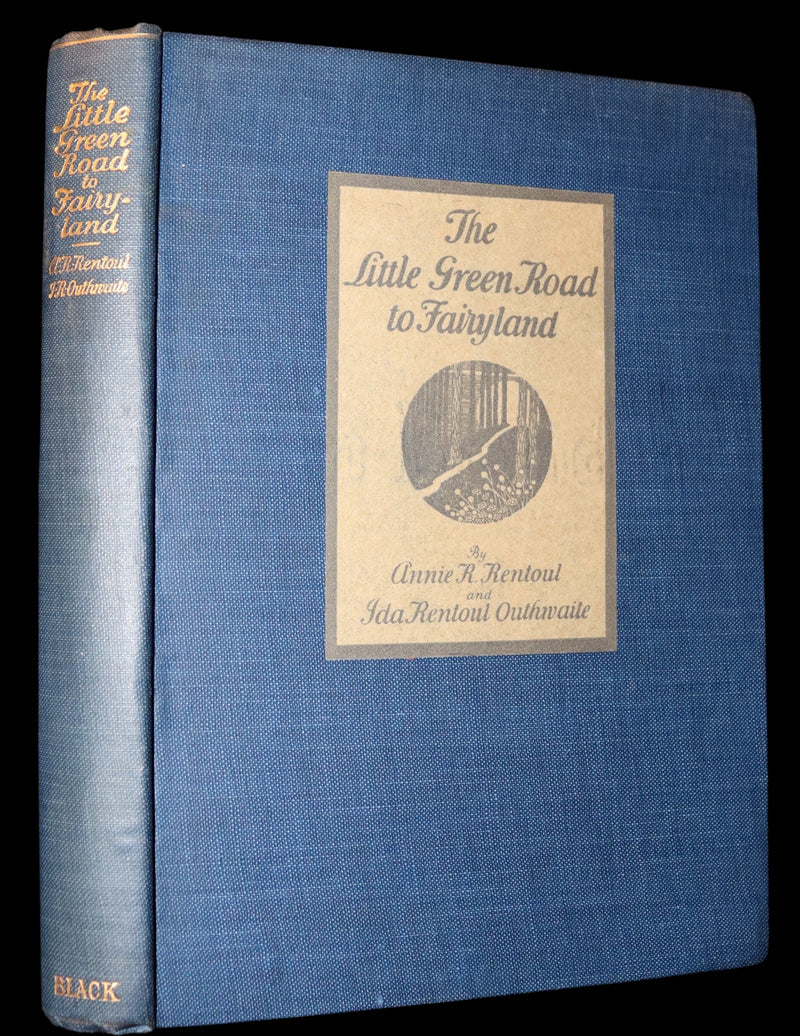 The
Little
Green
Road
to
Fairy-
land
A.R.Rentoul
I.R.Outhwaite
BLACK
The
Little Green Road
to Fairyland
By
Annie R. Rentoul
and
Ida Rentoul Outhwaite